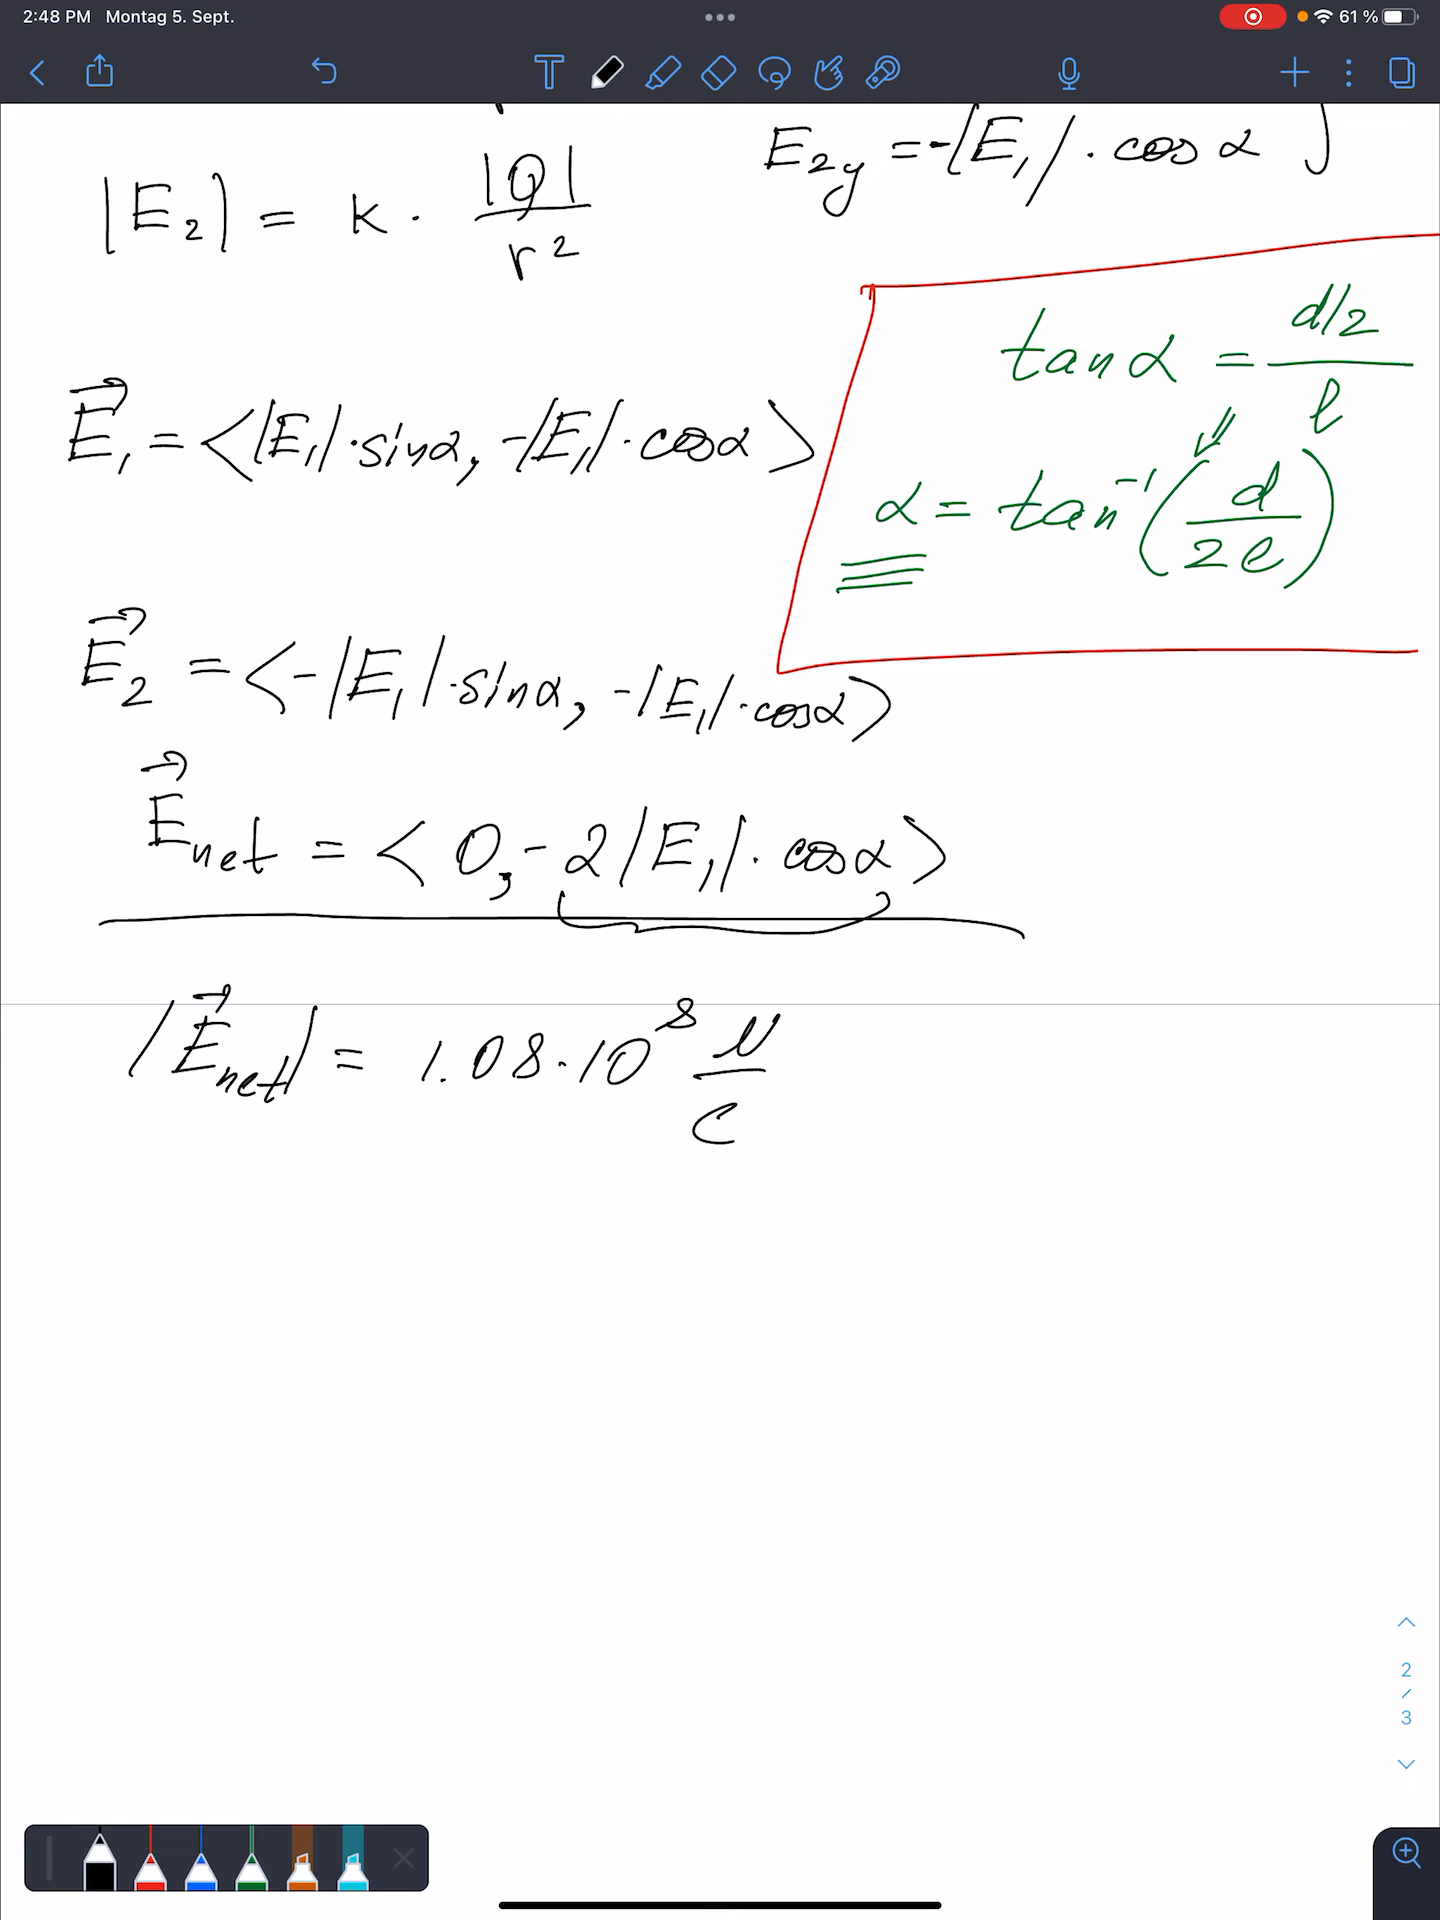 2:48 PM Montag 5. Sept.
61 %
E₂y = -|E₁| · cos α
|E₂| = k · |Q| / r²
tan α = d/2 / l
E⃗₁ = <|E₁| · sin α, -|E₁| · cos α>
α = tan⁻¹(d / 2l)
E⃗₂ = <-|E₁| · sin α, -|E₁| · cos α>
E⃗net = < 0, -2|E₁| · cos α>
|E⃗net| = 1.08 · 10⁸ N/C
2
/
3